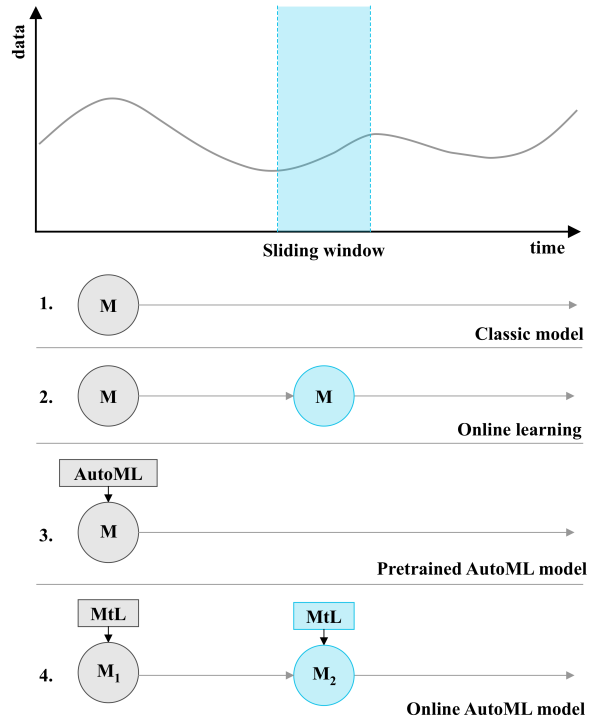 data
Sliding window
time
1.
M
Classic model
2.
M
M
Online learning
AutoML
3.
M
Pretrained AutoML model
MtL
MtL
4.
M1
M2
Online AutoML model